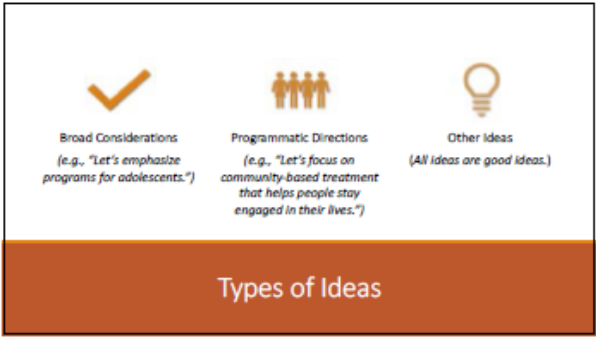 Broad Considerations
(e.g., "Let's emphasize
programs for adolescents.")
Programmatic Directions
(e.g., "Let's focus on
community-based treatment
that helps people stay
engaged in their lives.")
Other Ideas
(All ideas are good ideas.)
Types of Ideas